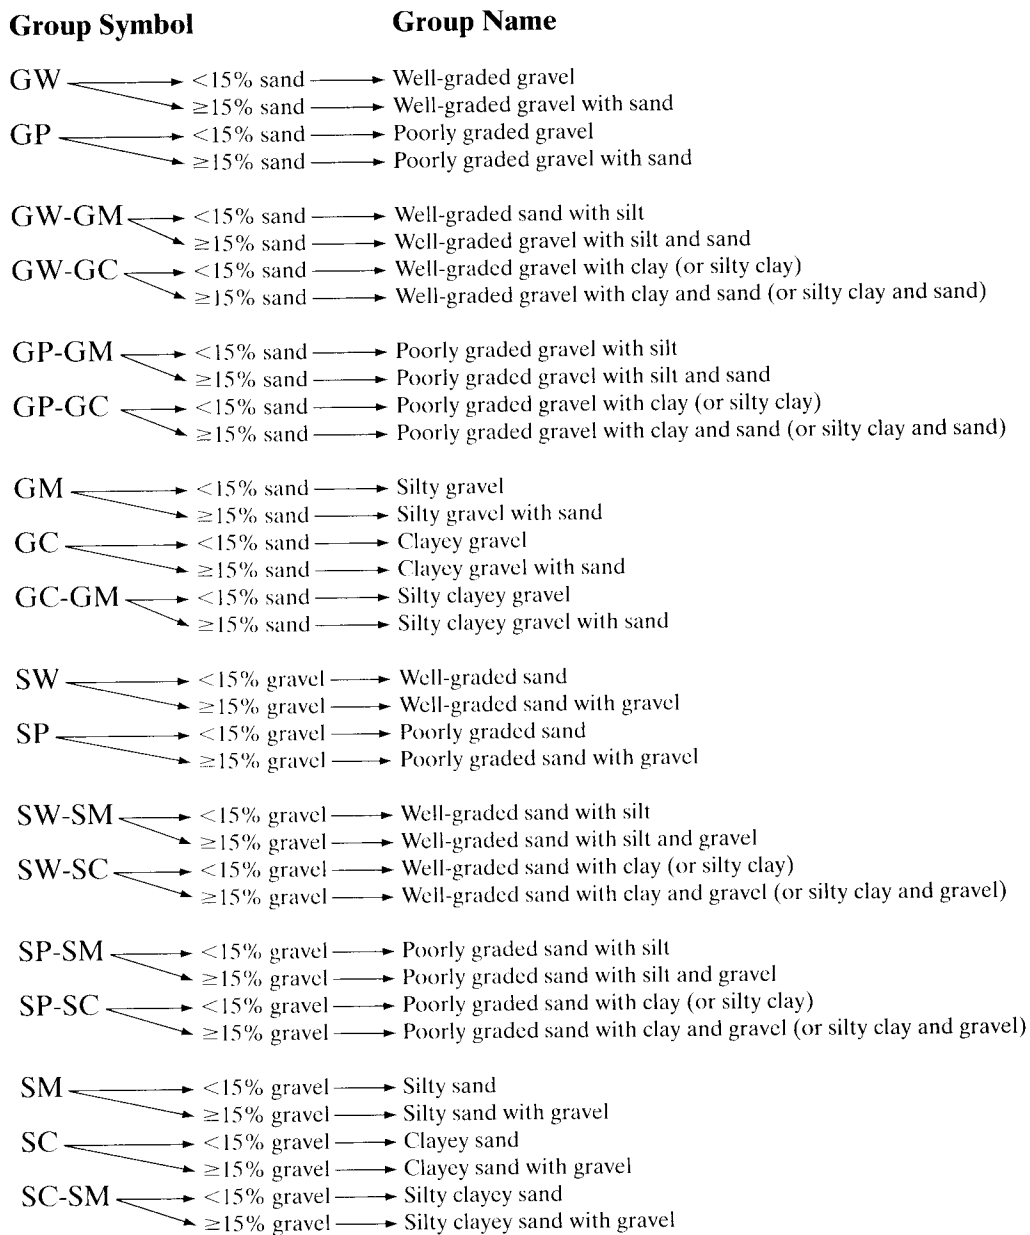 Group Symbol Group Name
GW <15% sand Well-graded gravel
≥15% sand Well-graded gravel with sand
GP <15% sand Poorly graded gravel
≥15% sand Poorly graded gravel with sand
GW-GM <15% sand Well-graded sand with silt
≥15% sand Well-graded gravel with silt and sand
GW-GC <15% sand Well-graded gravel with clay (or silty clay)
≥15% sand Well-graded gravel with clay and sand (or silty clay and sand)
GP-GM <15% sand Poorly graded gravel with silt
≥15% sand Poorly graded gravel with silt and sand
GP-GC <15% sand Poorly graded gravel with clay (or silty clay)
≥15% sand Poorly graded gravel with clay and sand (or silty clay and sand)
GM <15% sand Silty gravel
≥15% sand Silty gravel with sand
GC <15% sand Clayey gravel
≥15% sand Clayey gravel with sand
GC-GM <15% sand Silty clayey gravel
≥15% sand Silty clayey gravel with sand
SW <15% gravel Well-graded sand
≥15% gravel Well-graded sand with gravel
SP <15% gravel Poorly graded sand
≥15% gravel Poorly graded sand with gravel
SW-SM <15% gravel Well-graded sand with silt
≥15% gravel Well-graded sand with silt and gravel
SW-SC <15% gravel Well-graded sand with clay (or silty clay)
≥15% gravel Well-graded sand with clay and gravel (or silty clay and gravel)
SP-SM <15% gravel Poorly graded sand with silt
≥15% gravel Poorly graded sand with silt and gravel
SP-SC <15% gravel Poorly graded sand with clay (or silty clay)
≥15% gravel Poorly graded sand with clay and gravel (or silty clay and gravel)
SM <15% gravel Silty sand
≥15% gravel Silty sand with gravel
SC <15% gravel Clayey sand
≥15% gravel Clayey sand with gravel
SC-SM <15% gravel Silty clayey sand
≥15% gravel Silty clayey sand with gravel